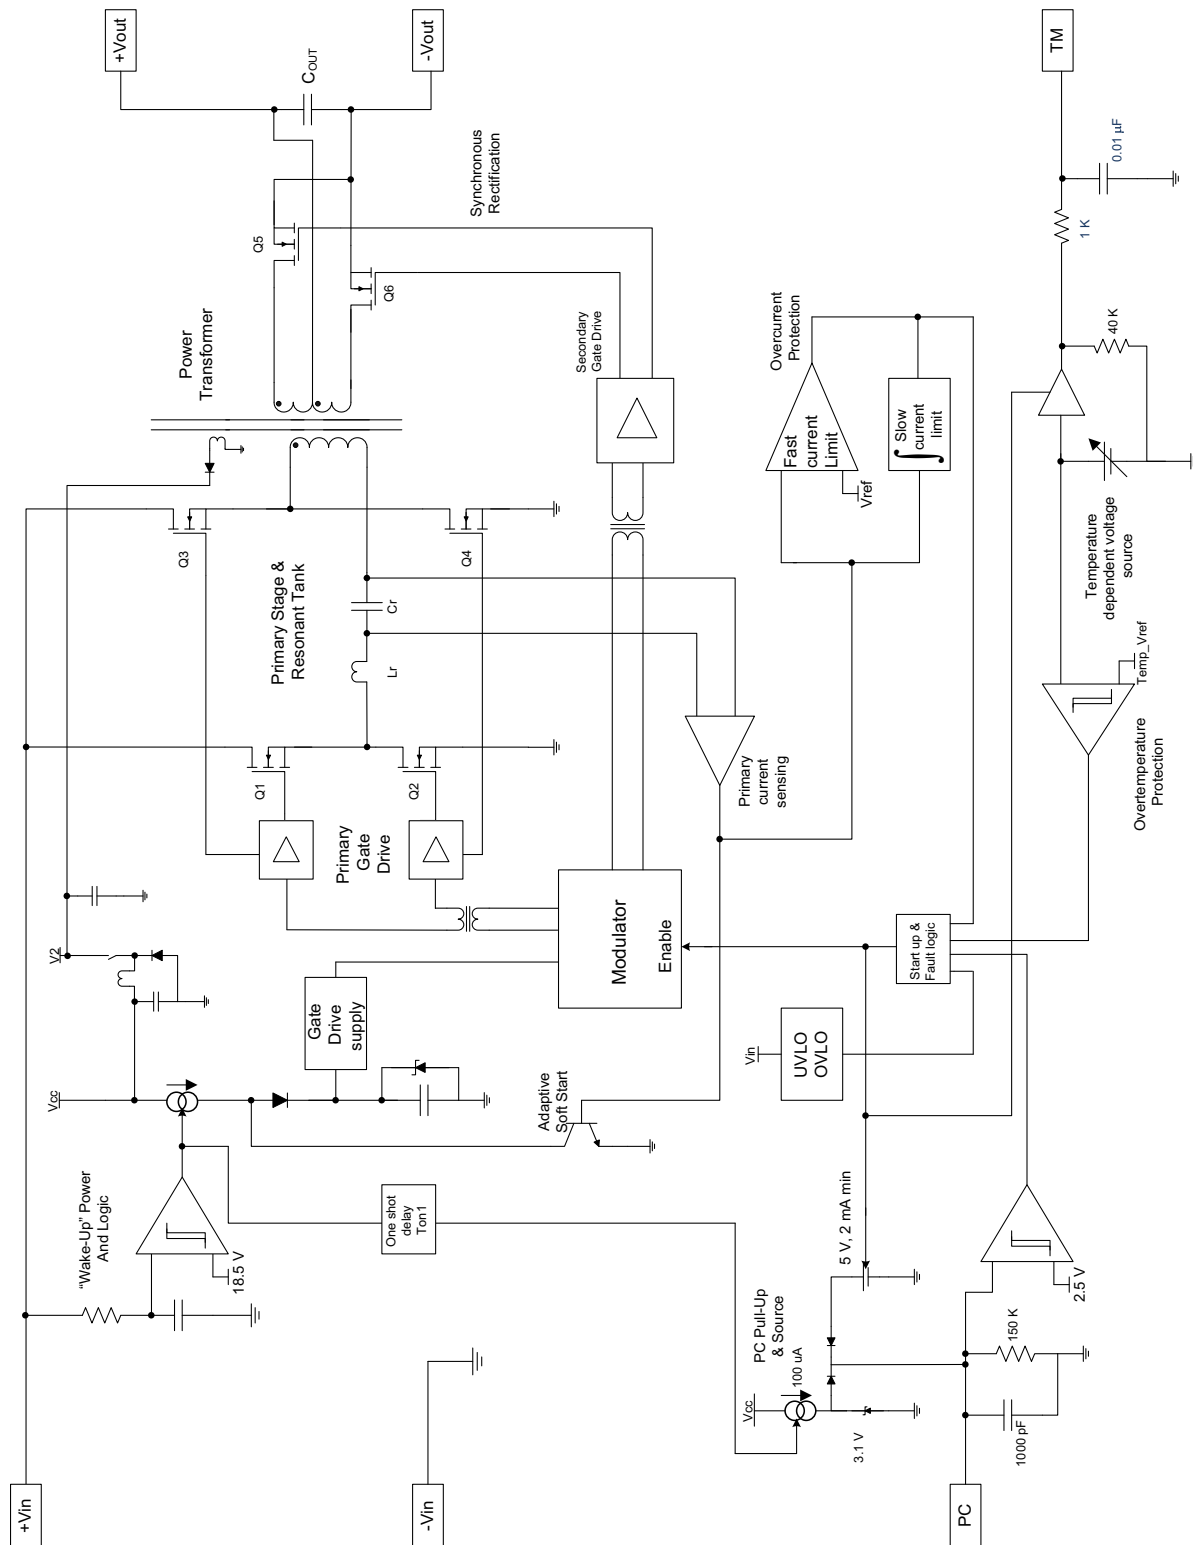 +Vin
-Vin
PC
"Wake-Up" Power
And Logic
18.5 V
Vcc
V2
One shot
delay
Ton1
PC Pull-Up
& Source
100 uA
Vcc
3.1 V
5 V, 2 mA min
1000 pF
150 K
2.5 V
Adaptive
Soft Start
Gate
Drive
supply
Vin
UVLO
OVLO
Start up &
Fault logic
Modulator
Enable
Primary
Gate
Drive
Q1
Q2
Q3
Q4
Primary Stage &
Resonant Tank
Lr
Cr
Primary
current
sensing
Power
Transformer
Q5
Q6
Synchronous
Rectification
Secondary
Gate Drive
COUT
+Vout
-Vout
Overcurrent
Protection
Fast
current
Limit
Vref
∫ Slow
current
limit
Overtemperature
Protection
Temp_Vref
Temperature
dependent voltage
source
40 K
1 K
0.01 µF
TM